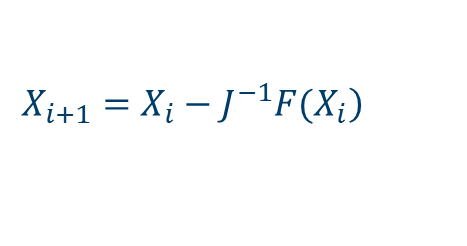 $X_{i+1} = X_i - J^{-1}F(X_i)$